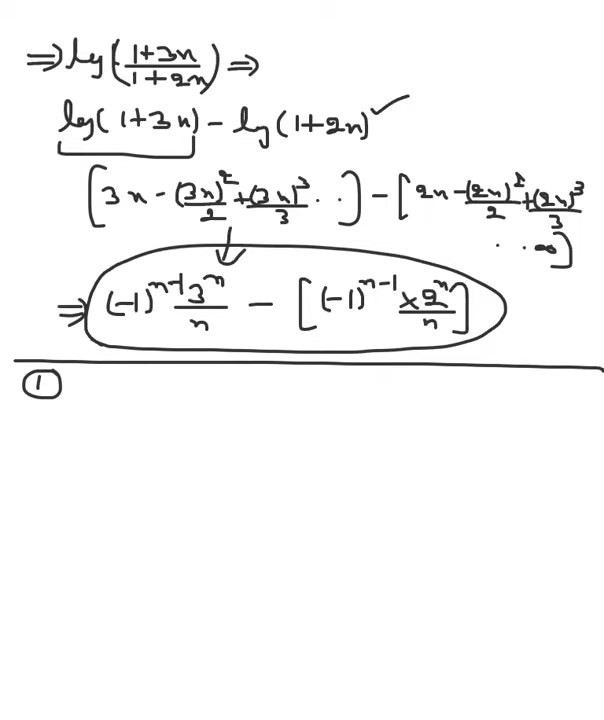 ⇒ log(1+3x/1+2x) ⇒
log(1+3x) - log(1+2x) ✓
[3x - (3x)^2/2 + (3x)^3/3 . .] - [2x - (2x)^2/2 + (2x)^3/3
. . ∞]
⇒ (-1)^n-1 3^n/n - [(-1)^n-1 x 2^n/n]
①